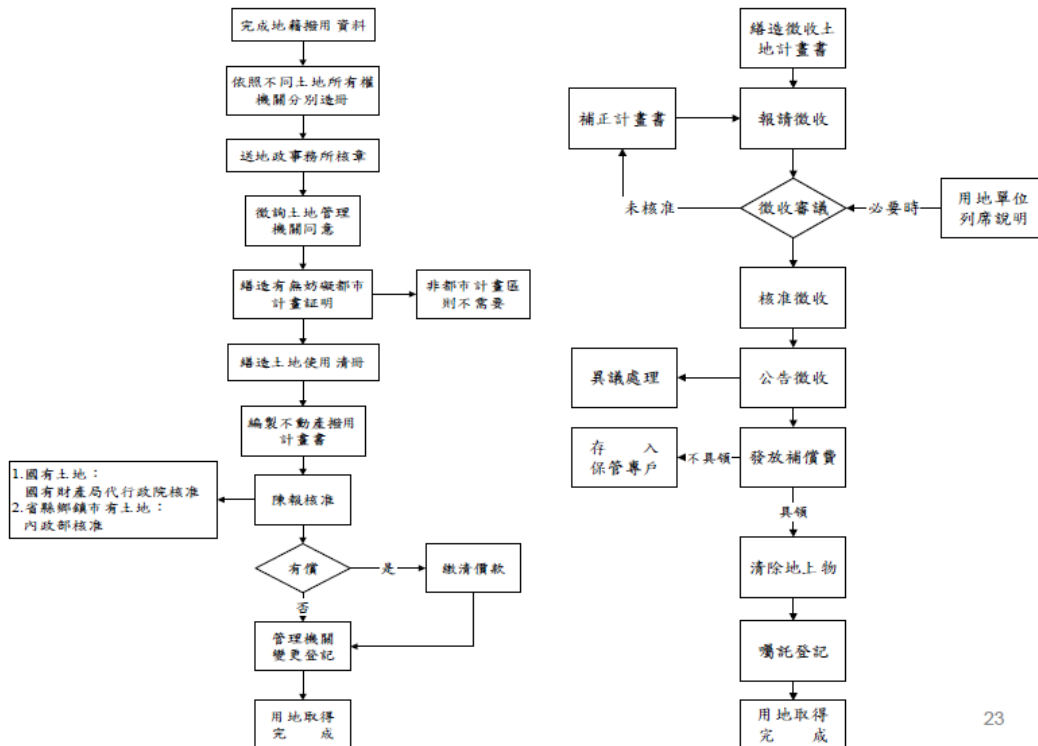 完成地籍撥用資料
依照不同土地所有權
機關分別造冊
送地政事務所核章
徵詢土地管理
機關同意
繕造有無妨礙都市
計畫証明
非都市計畫區
則不需要
繕造土地使用清冊
編製不動產撥用
計畫書
陳報核准
1.國有土地：
國有財產局代行政院核准
2.省縣鄉鎮市有土地：
內政部核准
有償
是
繳清價款
否
管理機關
變更登記
用地取得
完 成
繕造徵收土
地計畫書
補正計畫書
報請徵收
未核准
徵收審議
必要時
用地單位
列席說明
核准徵收
異議處理
公告徵收
存 入
保管專戶
不具領
發放補償費
具領
清除地上物
囑託登記
用地取得
完 成
23